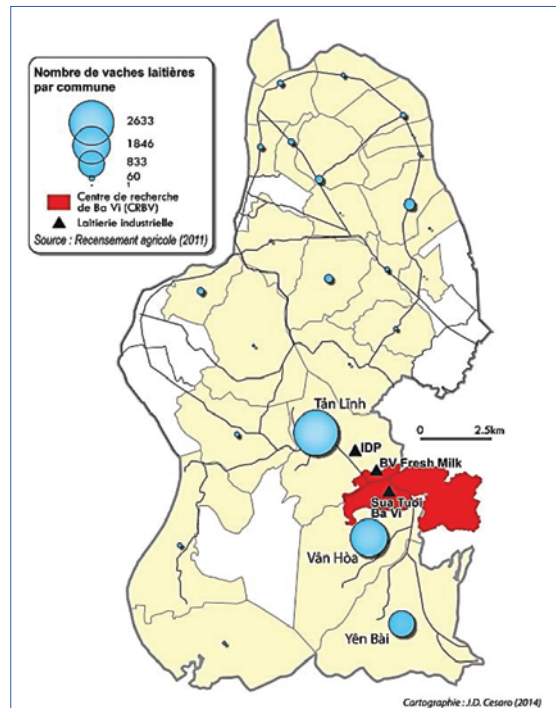 Nombre de vaches laitières
par commune
2633
1846
833
60
1
Centre de recherche
de Ba Vi (CRBV)
Laitierie industrielle
Source : Recensement agricole (2011)
Tản Lĩnh
0 2.5km
IDP
BV Fresh Milk
Sua Tuoi
Ba Vi
Vân Hòa
Yên Bài
Cartographie : J.D. Cesaro (2014)